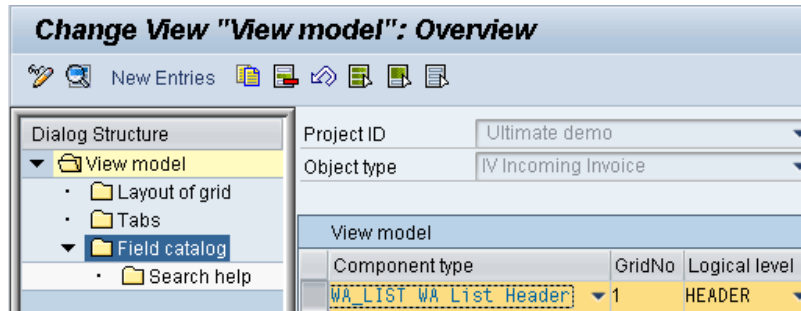 Change View "View model": Overview
New Entries
Dialog Structure
View model
Layout of grid
Tabs
Field catalog
Search help
Project ID Ultimate demo
Object type IV Incoming Invoice
View model
Component type GridNo Logical level
WA_LIST WA List Header 1 HEADER